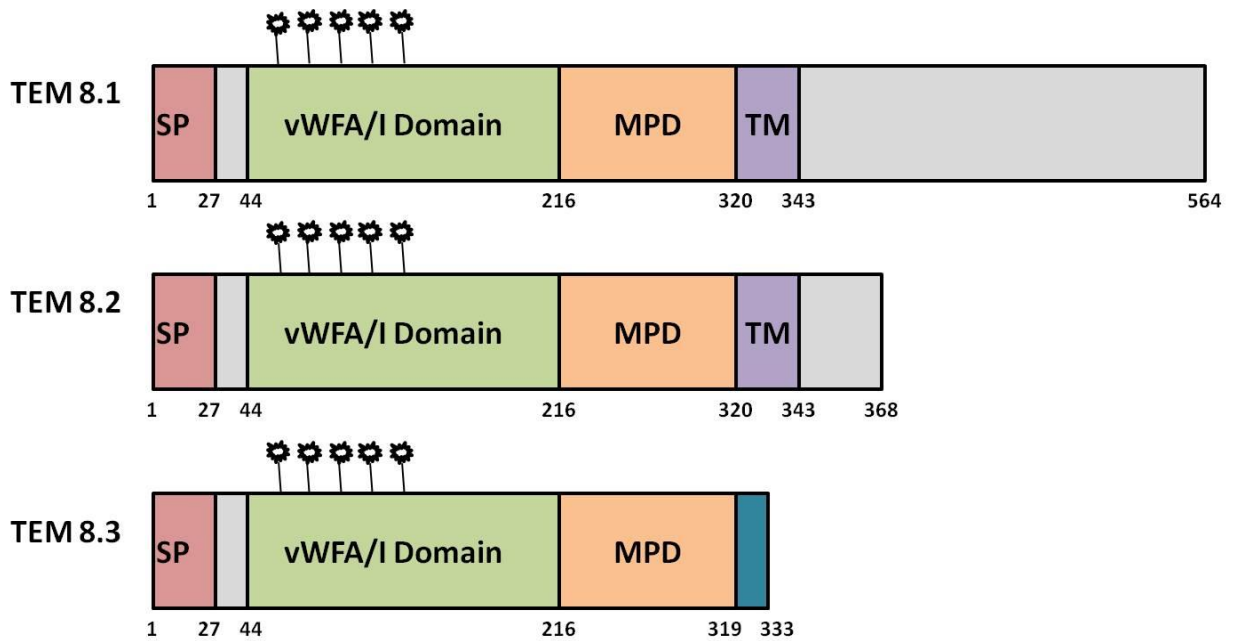 TEM 8.1
SP vWFA/I Domain MPD TM
1 27 44 216 320 343 564
TEM 8.2
SP vWFA/I Domain MPD TM
1 27 44 216 320 343 368
TEM 8.3
SP vWFA/I Domain MPD
1 27 44 216 319 333